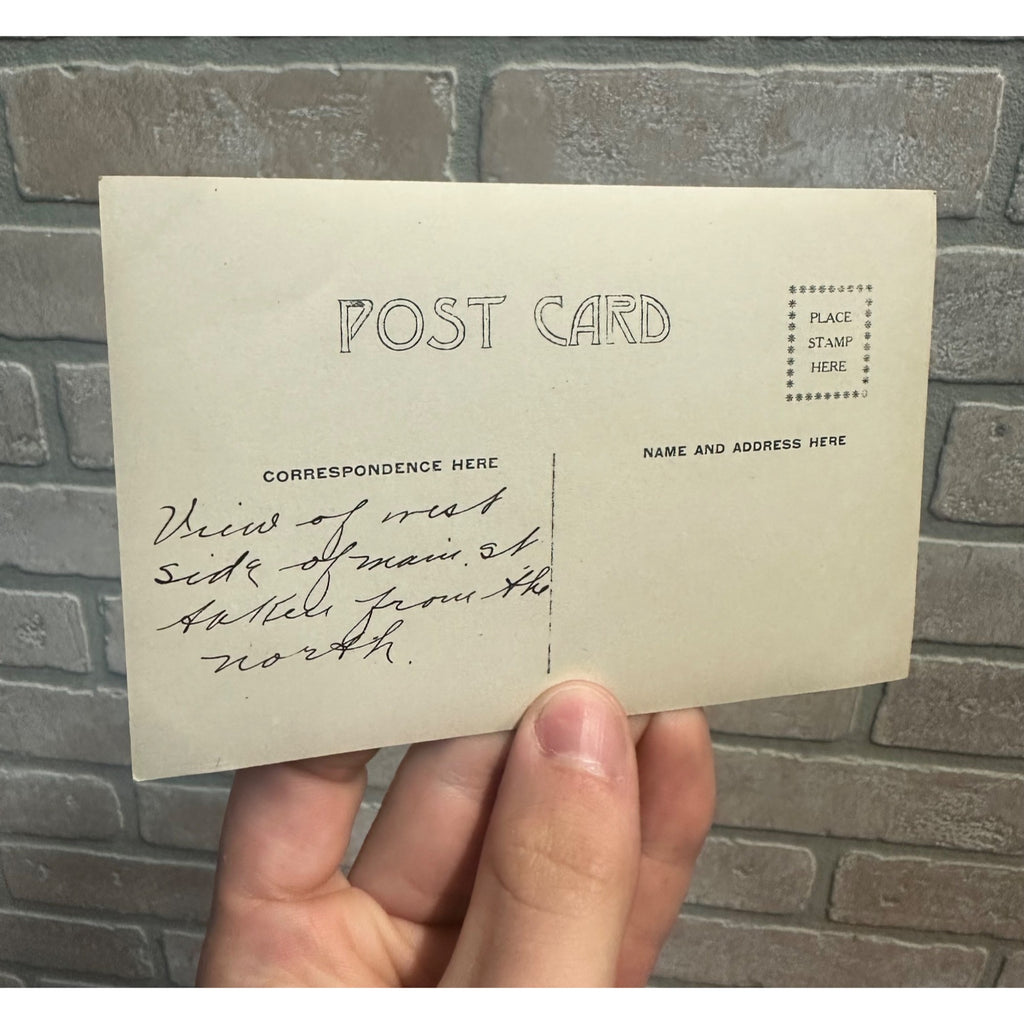 POST CARD
PLACE
STAMP
HERE
CORRESPONDENCE HERE
NAME AND ADDRESS HERE
View of west
side of main st
taken from the
north.